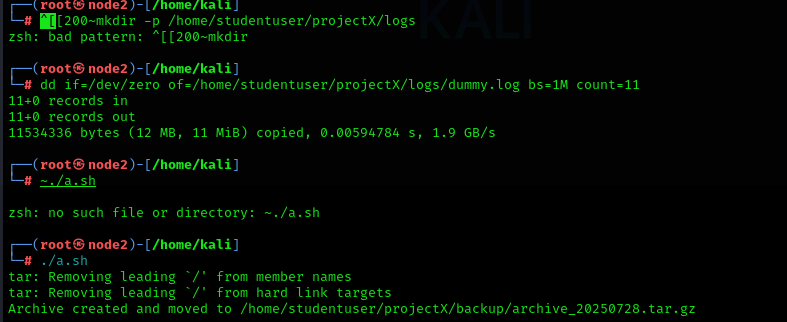 KALI
┌──(root㉿node2)-[/home/kali]
└─# ^[[200~mkdir -p /home/studentuser/projectX/logs
zsh: bad pattern: ^[[200~mkdir
┌──(root㉿node2)-[/home/kali]
└─# dd if=/dev/zero of=/home/studentuser/projectX/logs/dummy.log bs=1M count=11
11+0 records in
11+0 records out
11534336 bytes (12 MB, 11 MiB) copied, 0.00594784 s, 1.9 GB/s
┌──(root㉿node2)-[/home/kali]
└─# ~./a.sh
zsh: no such file or directory: ~./a.sh
┌──(root㉿node2)-[/home/kali]
└─# ./a.sh
tar: Removing leading `/' from member names
tar: Removing leading `/' from hard link targets
Archive created and moved to /home/studentuser/projectX/backup/archive_20250728.tar.gz